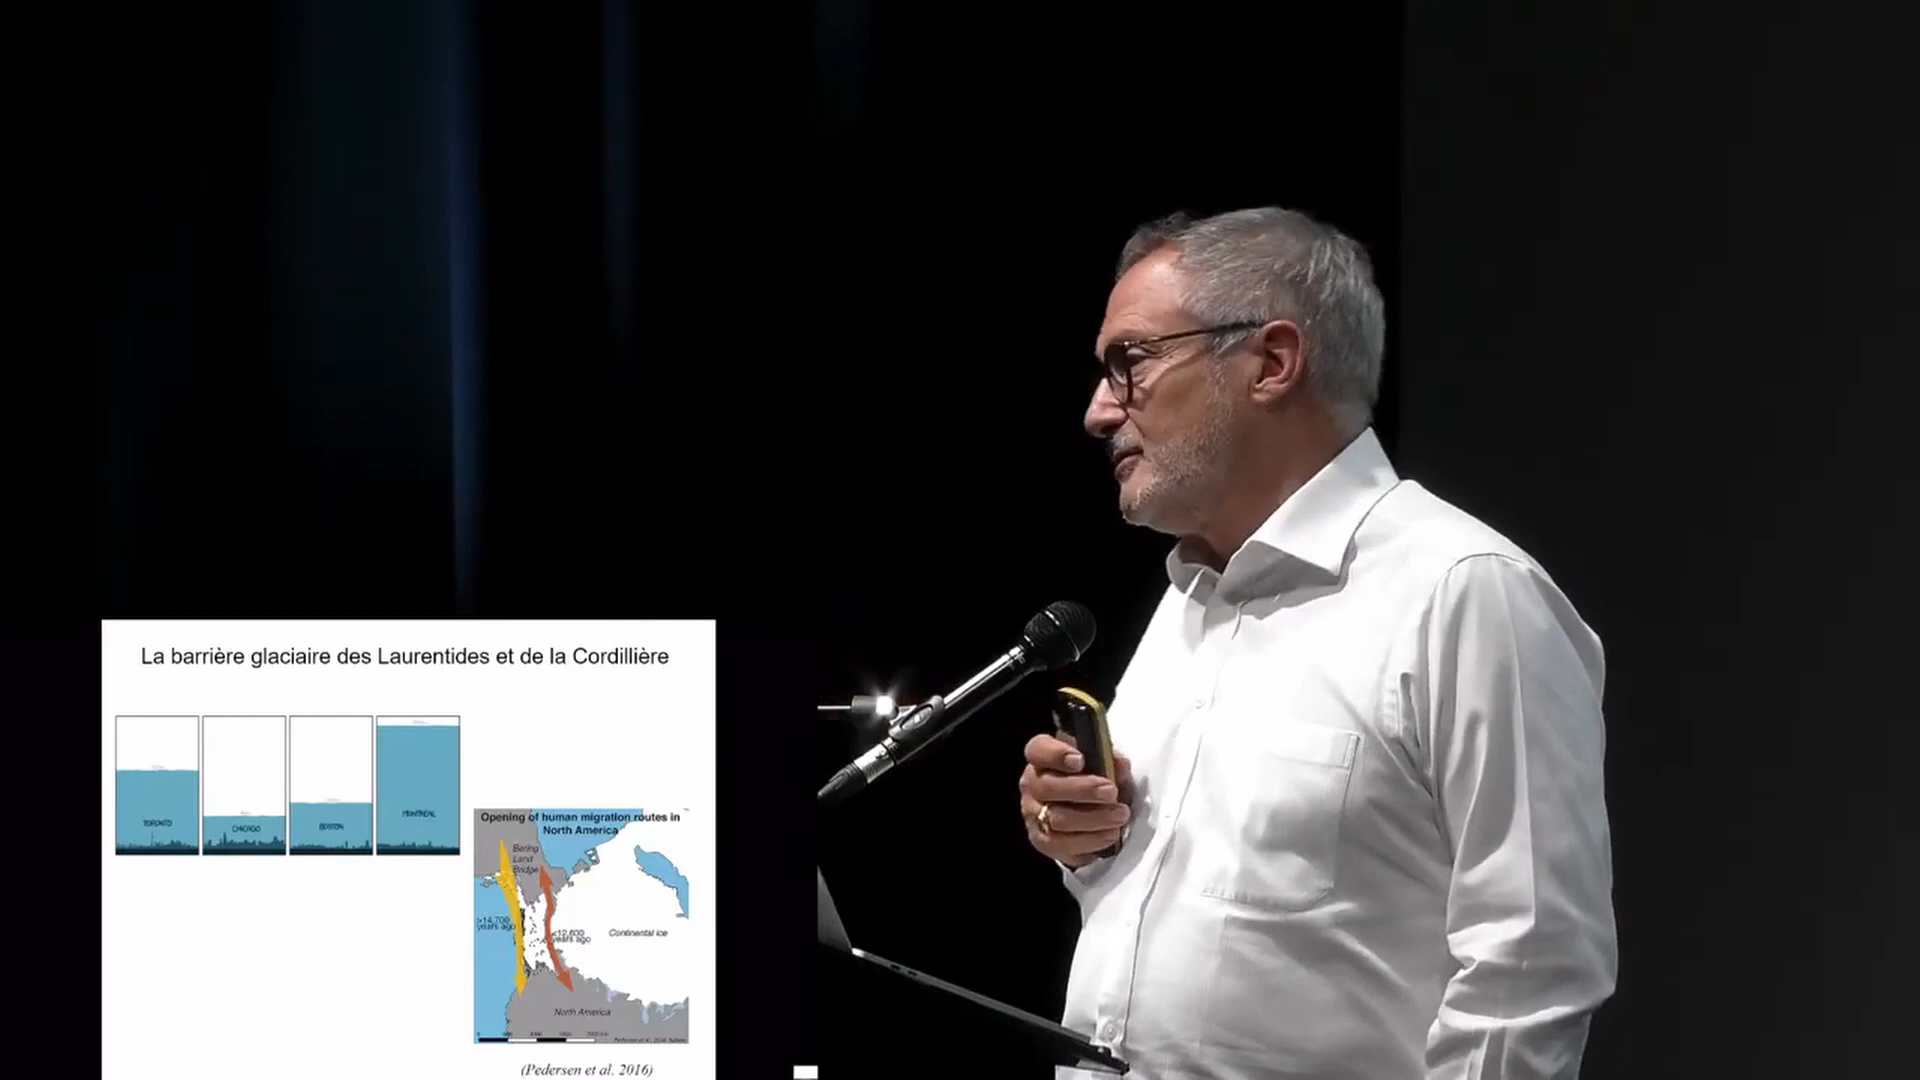 La barrière glaciaire des Laurentides et de la Cordillière
TORONTO
CHICAGO
BOSTON
MONTRÉAL
Opening of human migration routes in
North America
Bering
Land
Bridge
>14,700
years ago
<12,600
years ago
Continental ice
North America
(Pedersen et al. 2016)